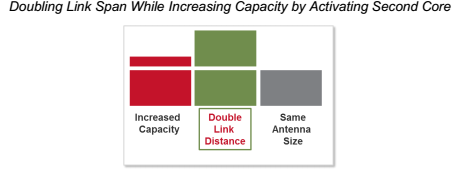 Doubling Link Span While Increasing Capacity by Activating Second Core
Increased
Capacity
Double
Link
Distance
Same
Antenna
Size